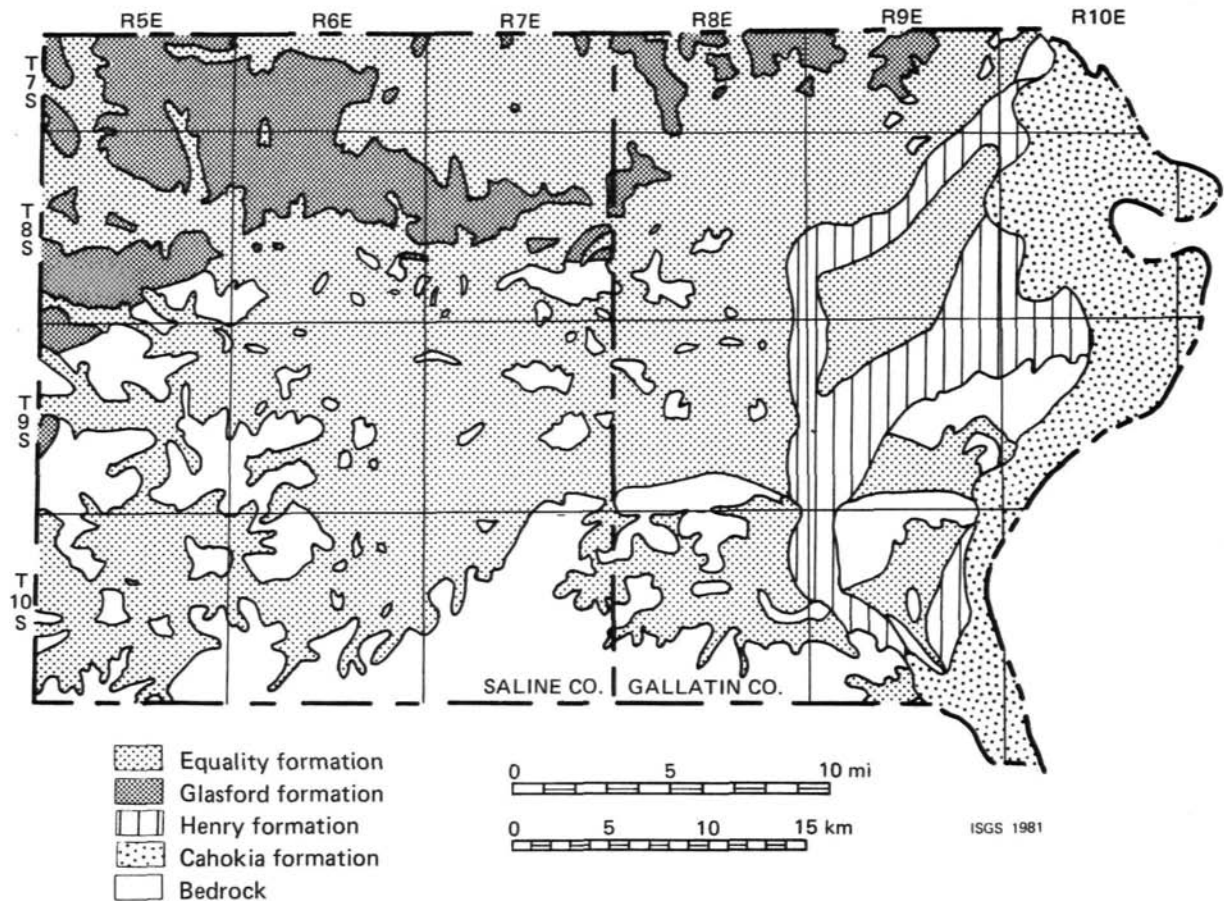 R5E R6E R7E R8E R9E R10E
T
7
S
T
8
S
T
9
S
T
10
S
SALINE CO. GALLATIN CO.
Equality formation
Glasford formation
Henry formation
Cahokia formation
Bedrock
0 5 10 mi
0 5 10 15 km
ISGS 1981